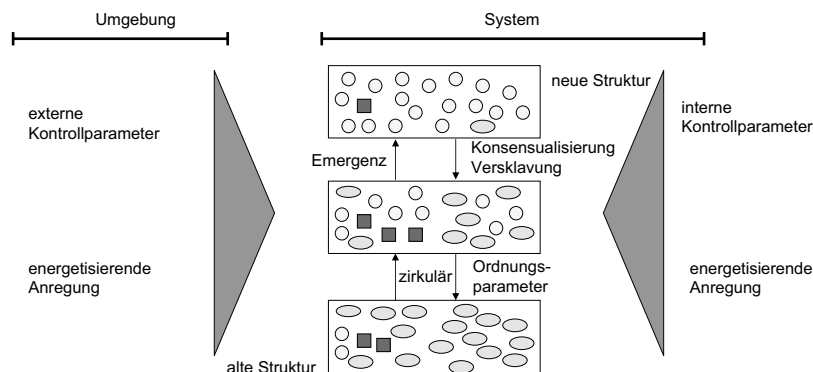 Umgebung
System
neue Struktur
externe
Kontrollparameter
interne
Kontrollparameter
Emergenz
Konsensualisierung
Versklavung
energetisierende
Anregung
zirkulär
Ordnungs-
parameter
energetisierende
Anregung
alte Struktur